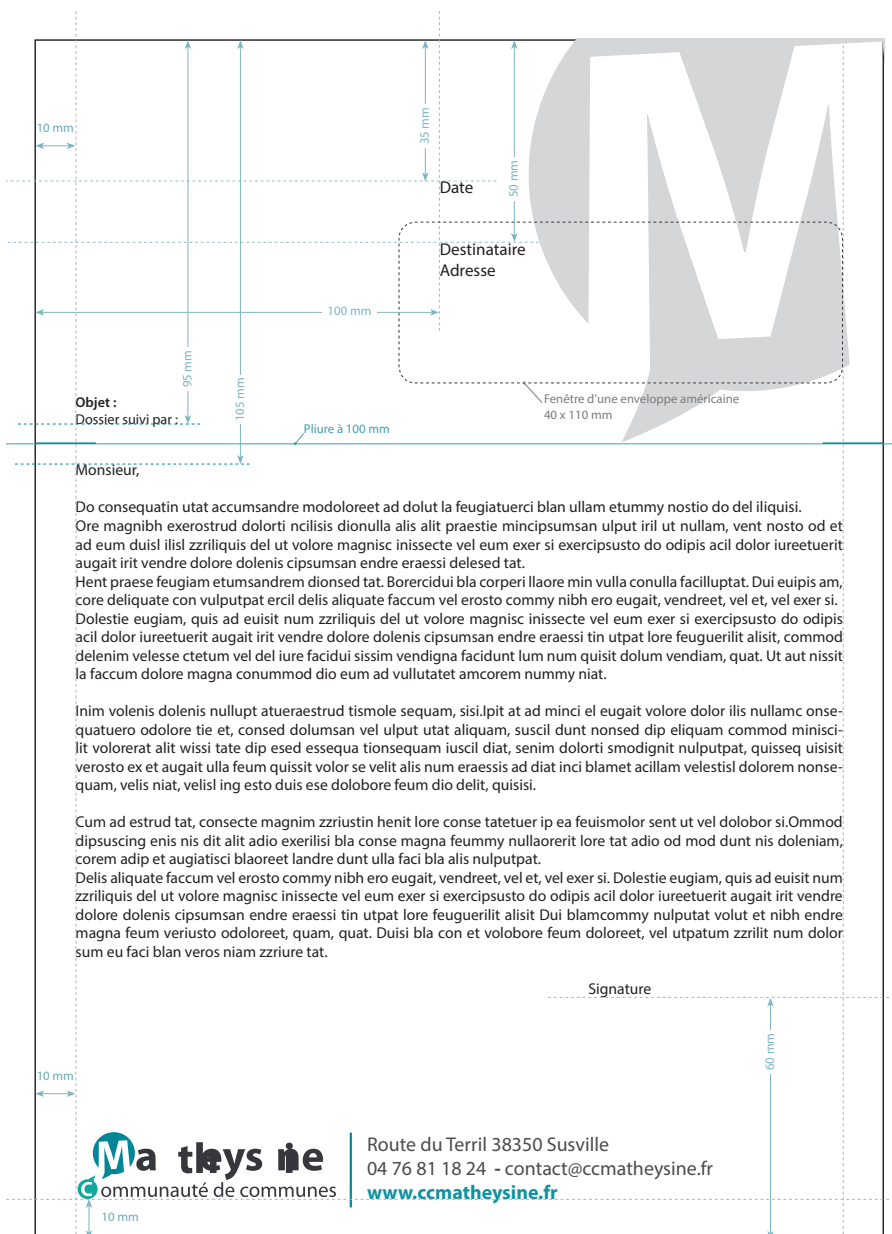 10 mm
35 mm
50 mm
Date
Destinataire
Adresse
100 mm
95 mm
105 mm
Fenêtre d'une enveloppe américaine
40 x 110 mm
Objet :
Dossier suivi par :
Pliure à 100 mm
Monsieur,
Do consequatin utat accumsandre modoloreet ad dolut la feugiatuerci blan ullam etummy nostio do del iliquisi.
Ore magnibh exerostrud dolorti ncilisis dionulla alis alit praestie mincipsumsan ulput iril ut nullam, vent nosto od et
ad eum duisl ilisl zzriliquis del ut volore magnisc inissecte vel eum exer si exercipsusto do odipis acil dolor iureetuerit
augait irit vendre dolore dolenis cipsumsan endre eraessi delesed tat.
Hent praese feugiam etumsandrem dionsed tat. Borercidui bla corperi llaore min vulla conulla facilluptat. Dui euipis am,
core deliquate con vulputpat ercil delis aliquate faccum vel erosto commy nibh ero eugait, vendreet, vel et, vel exer si.
Dolestie eugiam, quis ad euisit num zzriliquis del ut volore magnisc inissecte vel eum exer si exercipsusto do odipis
acil dolor iureetuerit augait irit vendre dolore dolenis cipsumsan endre eraessi tin utpat lore feuguerilit alisit, commod
delenim velesse ctetum vel del iure facidui sissim vendigna facidunt lum num quisit dolum vendiam, quat. Ut aut nissit
la faccum dolore magna conummod dio eum ad vullutatet amcorem nummy niat.
Inim volenis dolenis nullupt atueraestrud tismole sequam, sisi.Ipit at ad minci el eugait volore dolor ilis nullamc onse-
quatuero odolore tie et, consed dolumsan vel ulput utat aliquam, suscil dunt nonsed dip eliquam commod minisci-
lit volorerat alit wissi tate dip esed essequa tionsequam iuscil diat, senim dolorti smodignit nulputpat, quisseq uisisit
verosto ex et augait ulla feum quissit volor se velit alis num eraessis ad diat inci blamet acillam velestisl dolorem nonse-
quam, velis niat, velisl ing esto duis ese dolobore feum dio delit, quisisi.
Cum ad estrud tat, consecte magnim zzriustin henit lore conse tatetuer ip ea feuismolor sent ut vel dolobor si.Ommod
dipsuscing enis nis dit alit adio exerilisi bla conse magna feummy nullaorerit lore tat adio od mod dunt nis doleniam,
corem adip et augiatisci blaoreet landre dunt ulla faci bla alis nulputpat.
Delis aliquate faccum vel erosto commy nibh ero eugait, vendreet, vel et, vel exer si. Dolestie eugiam, quis ad euisit num
zzriliquis del ut volore magnisc inissecte vel eum exer si exercipsusto do odipis acil dolor iureetuerit augait irit vendre
dolore dolenis cipsumsan endre eraessi tin utpat lore feuguerilit alisit Dui blamcommy nulputat volut et nibh endre
magna feum veriusto odoloreet, quam, quat. Duisi bla con et volobore feum doloreet, vel utpatum zzrilit num dolor
sum eu faci blan veros niam zzriure tat.
Signature
60 mm
10 mm
Matheysine
Communauté de communes
Route du Terril 38350 Susville
04 76 81 18 24 - contact@ccmatheysine.fr
www.ccmatheysine.fr
10 mm